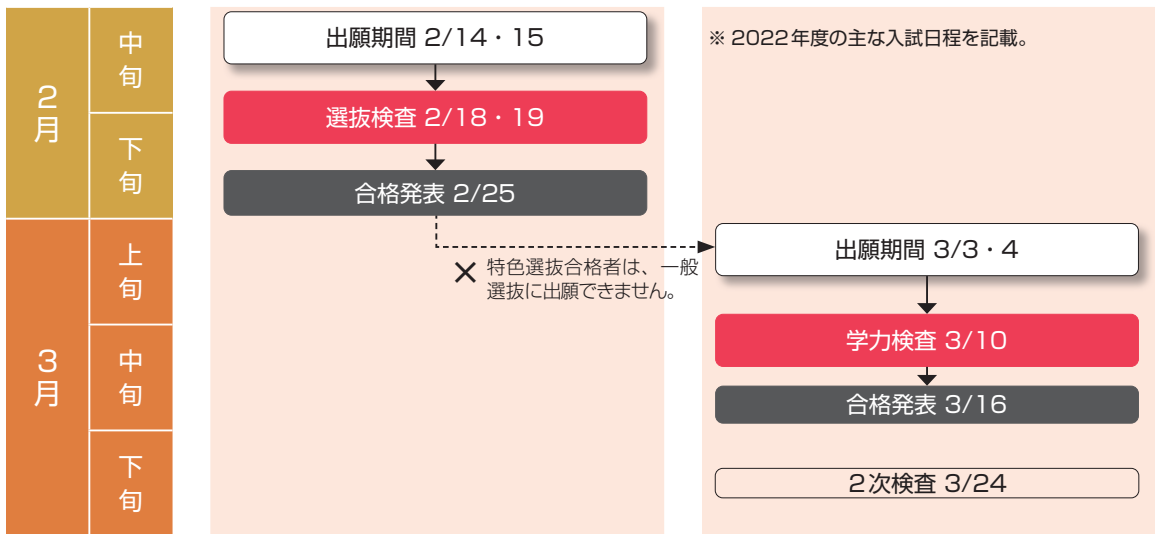 2月
中旬
下旬
3月
上旬
中旬
下旬
出願期間 2/14・15
選抜検査 2/18・19
合格発表 2/25
× 特色選抜合格者は、一般
選抜に出願できません。
※ 2022年度の主な入試日程を記載。
出願期間 3/3・4
学力検査 3/10
合格発表 3/16
2次検査 3/24